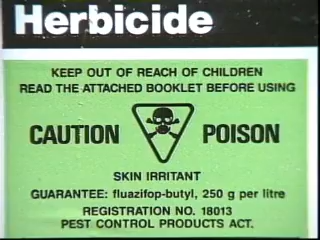 Herbicide
KEEP OUT OF REACH OF CHILDREN
READ THE ATTACHED BOOKLET BEFORE USING
CAUTION POISON
SKIN IRRITANT
GUARANTEE: fluazifop-butyl, 250 g per litre
REGISTRATION NO. 18013
PEST CONTROL PRODUCTS ACT.